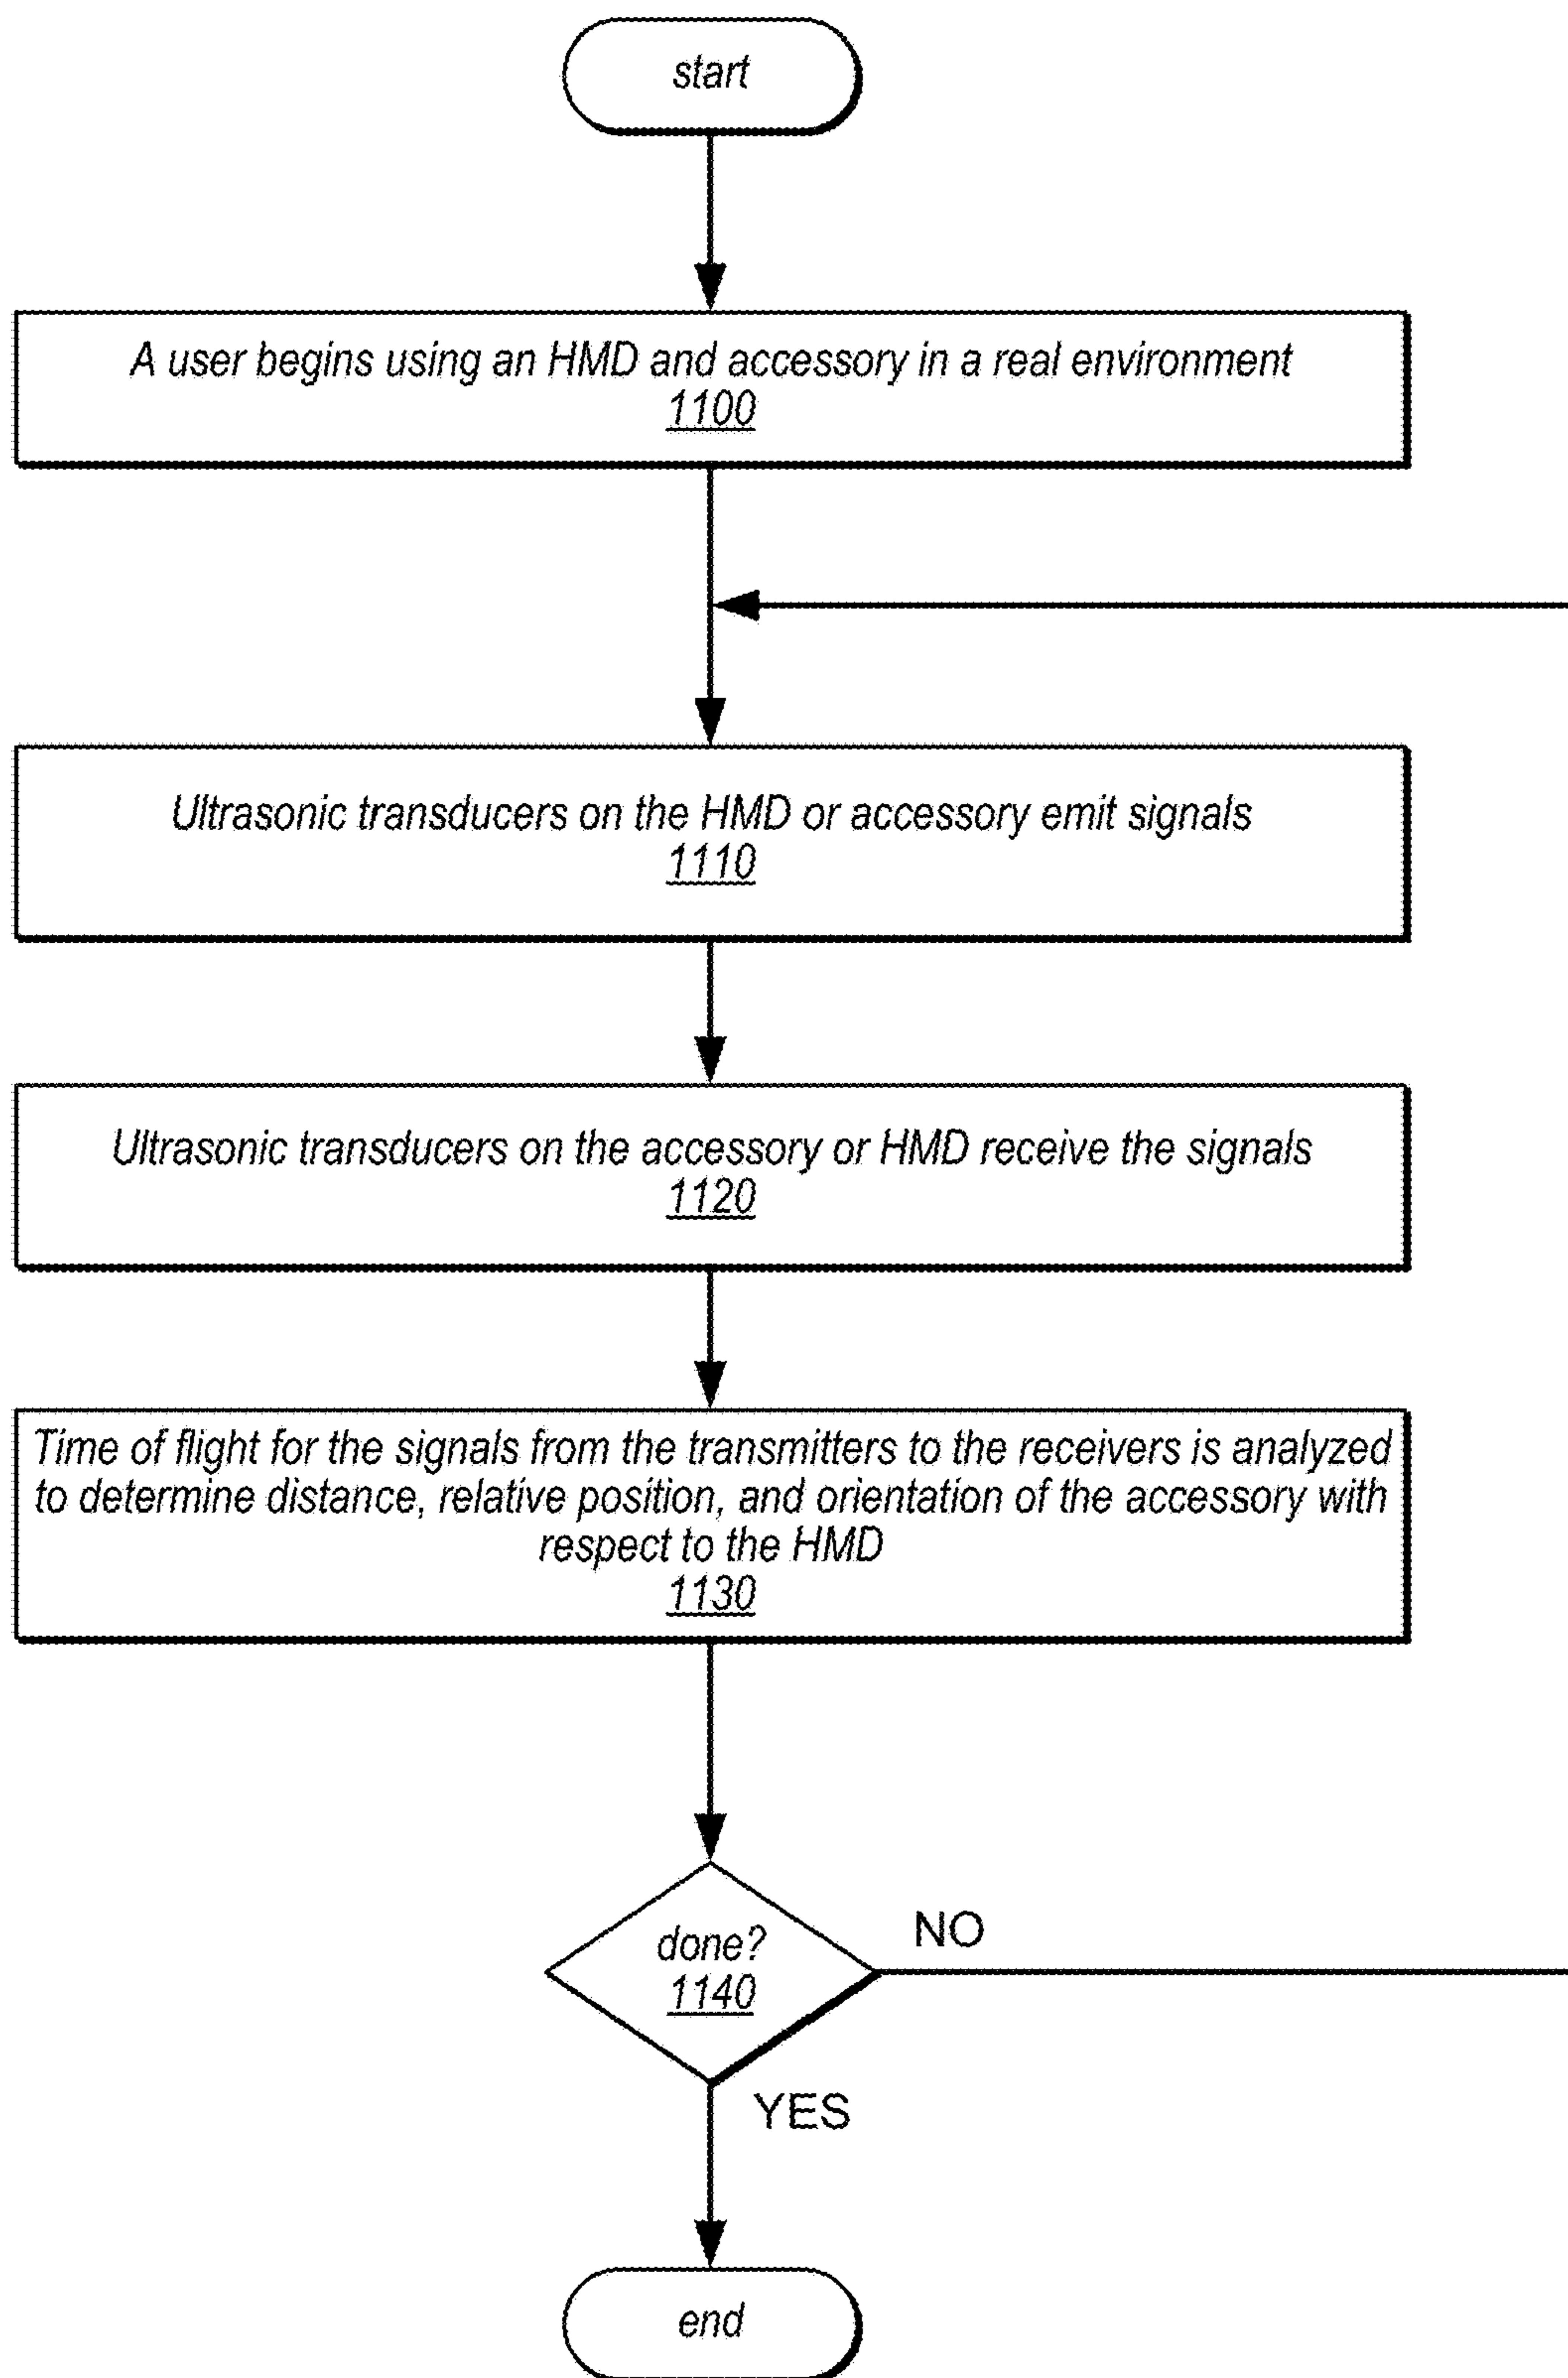 start
A user begins using an HMD and accessory in a real environment
1100
Ultrasonic transducers on the HMD or accessory emit signals
1110
Ultrasonic transducers on the accessory or HMD receive the signals
1120
Time of flight for the signals from the transmitters to the receivers is analyzed
to determine distance, relative position, and orientation of the accessory with
respect to the HMD
1130
done?
1140
NO
YES
end